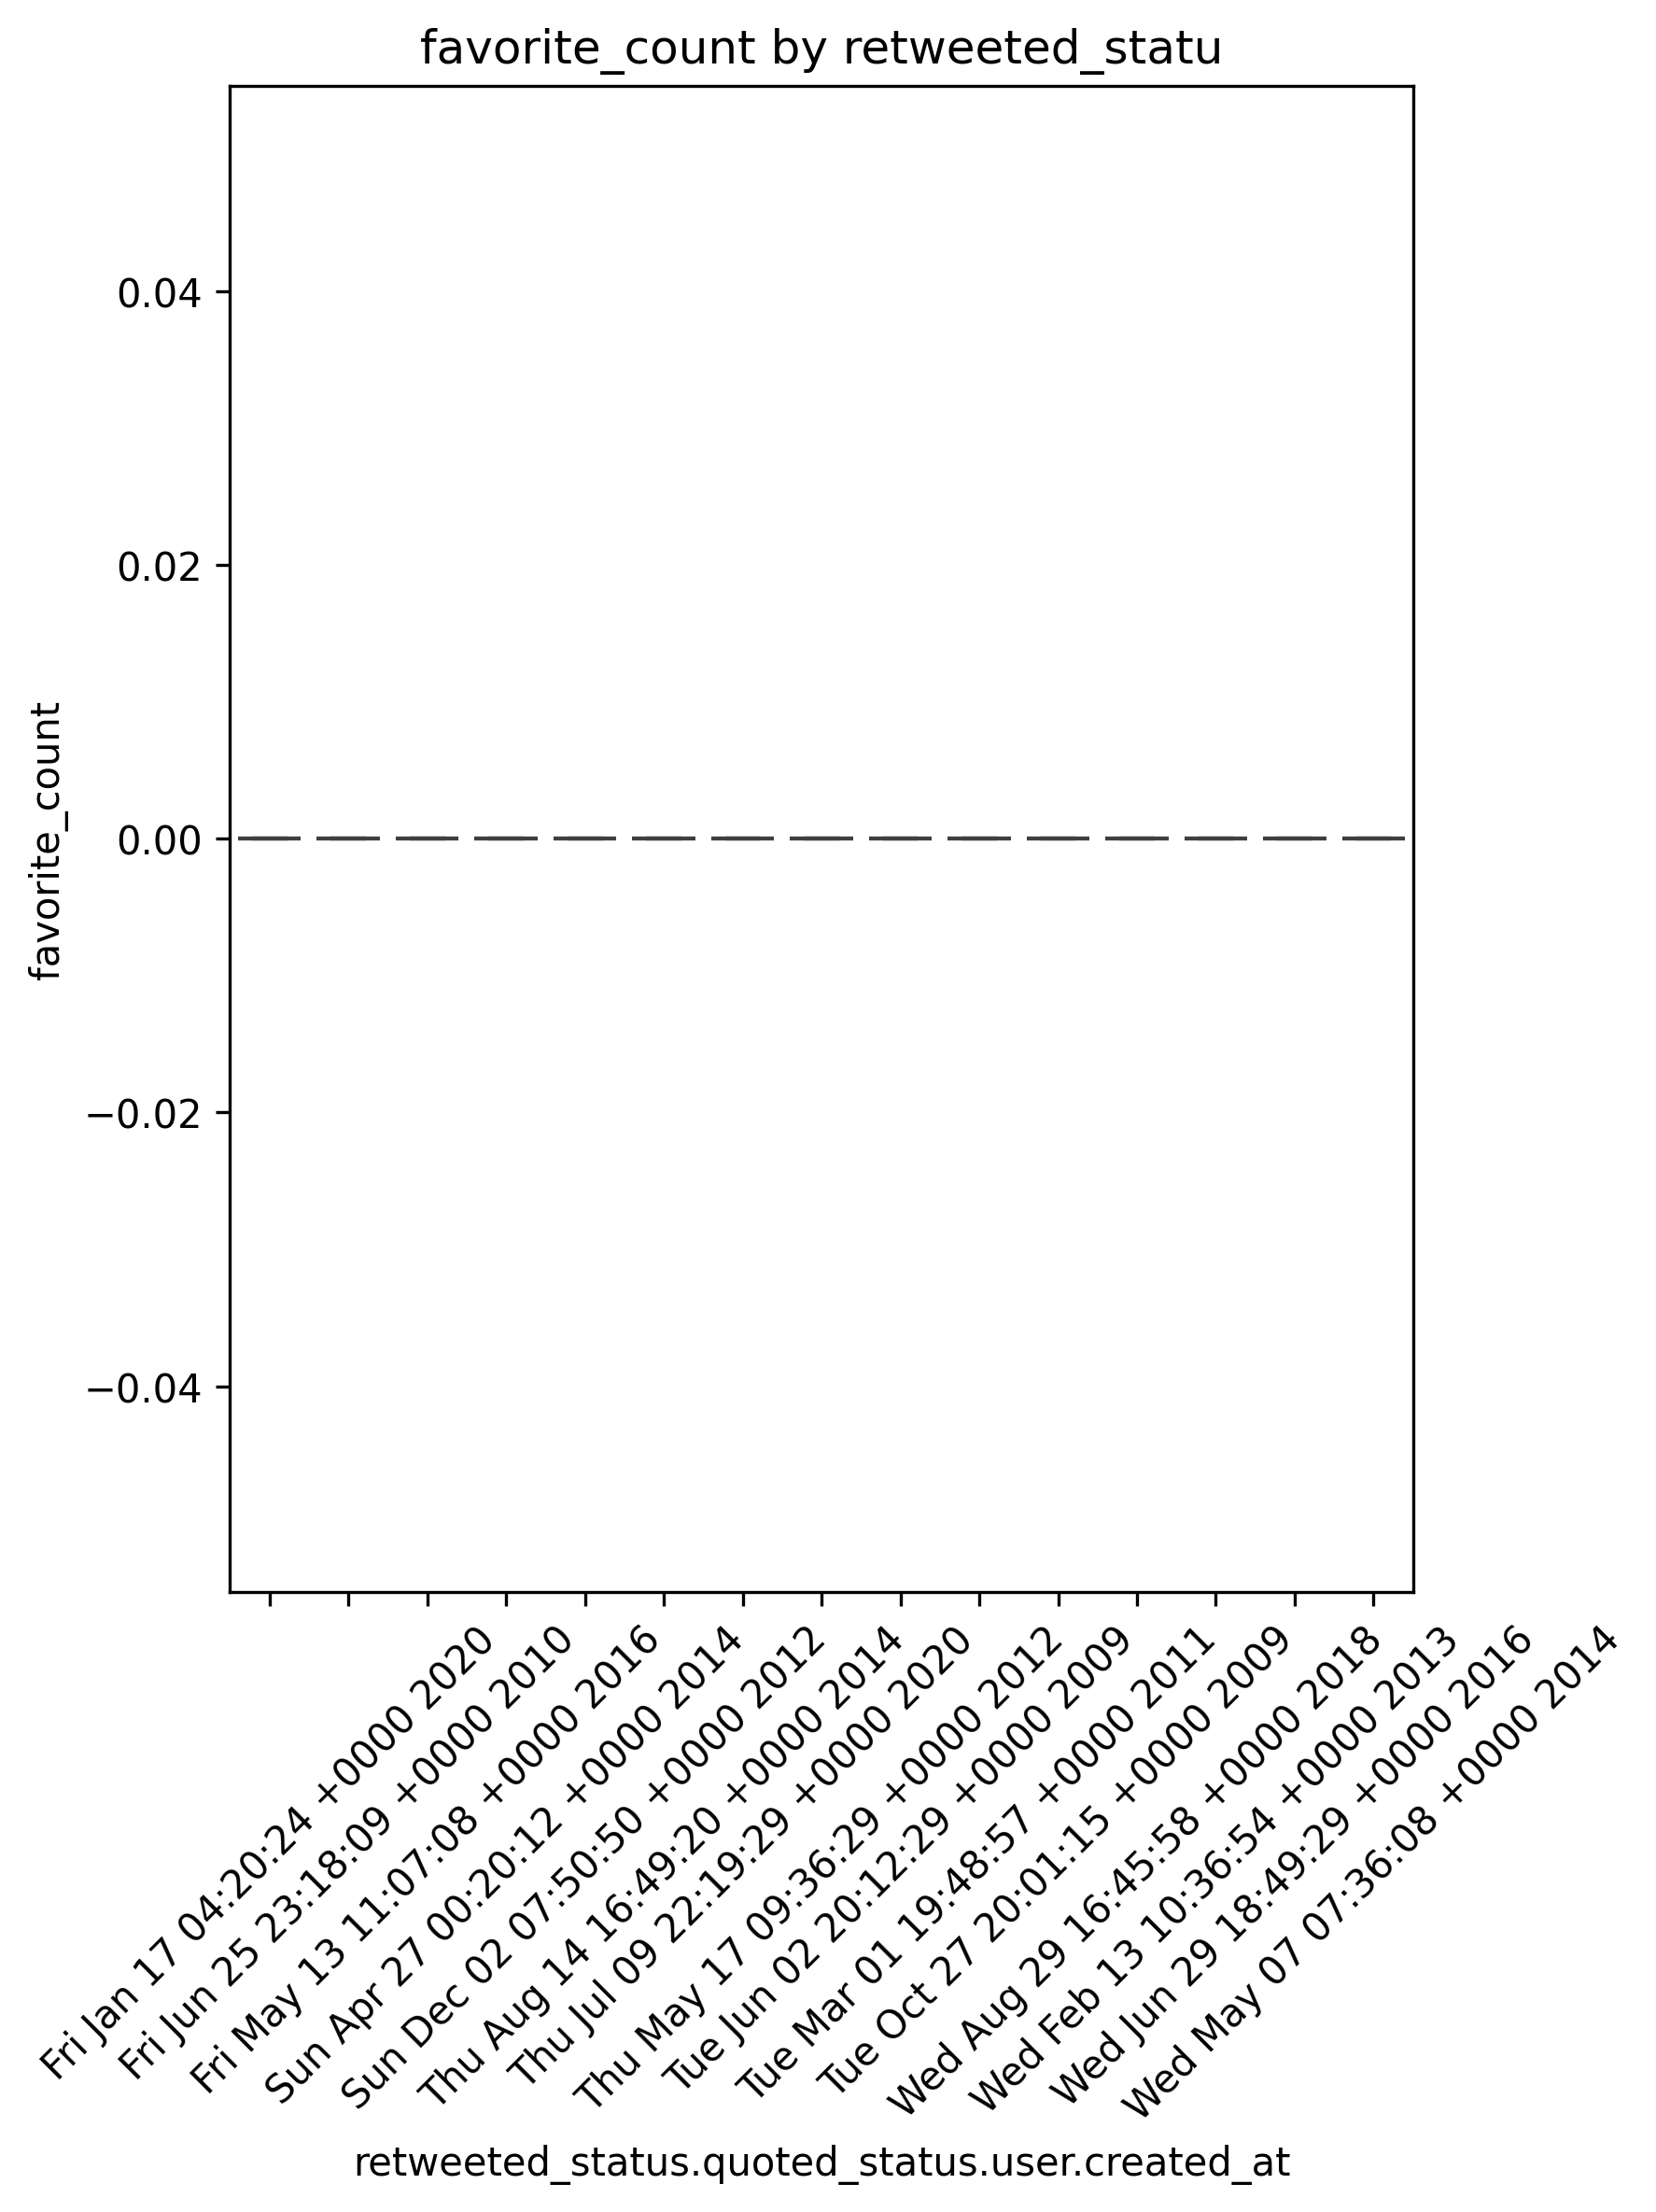 favorite_count by retweeted_statu
0.04
0.02
0.00
−0.02
−0.04
favorite_count
Fri Jan 17 04:20:24 +0000 2020
Fri Jun 25 23:18:09 +0000 2010
Fri May 13 11:07:08 +0000 2016
Sun Apr 27 00:20:12 +0000 2014
Sun Dec 02 07:50:50 +0000 2012
Thu Aug 14 16:49:20 +0000 2014
Thu Jul 09 22:19:29 +0000 2020
Thu May 17 09:36:29 +0000 2012
Tue Jun 02 20:12:29 +0000 2009
Tue Mar 01 19:48:57 +0000 2011
Tue Oct 27 20:01:15 +0000 2009
Wed Aug 29 16:45:58 +0000 2018
Wed Feb 13 10:36:54 +0000 2013
Wed Jun 29 18:49:29 +0000 2016
Wed May 07 07:36:08 +0000 2014
retweeted_status.quoted_status.user.created_at